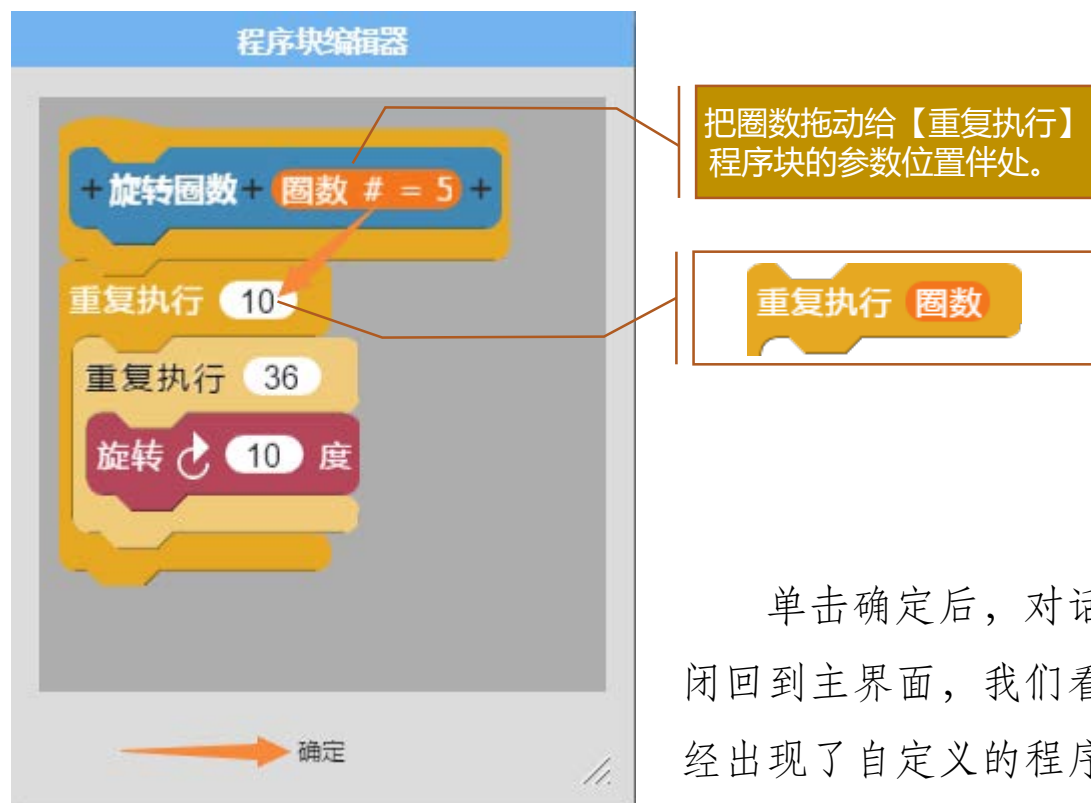 程序块编辑器
+旋转圈数+ 圈数 # = 5 +
重复执行 10
重复执行 36
旋转 10 度
确定
把圈数拖动给【重复执行】
程序块的参数位置伴处。
重复执行 圈数
单击确定后，对话
闭回到主界面，我们看
经出现了自定义的程序